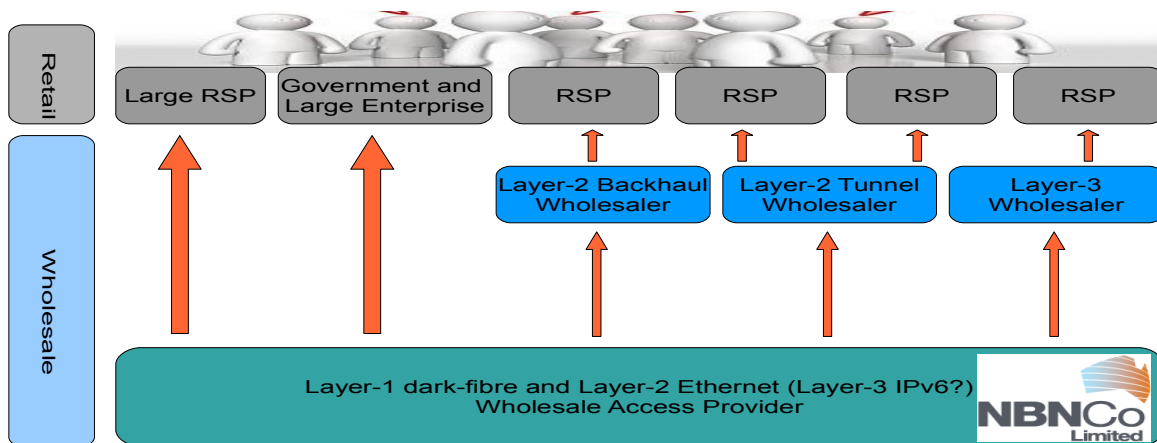 Retail
Large RSP
Government and
Large Enterprise
RSP
RSP
RSP
RSP
Wholesale
Layer-2 Backhaul
Wholesaler
Layer-2 Tunnel
Wholesaler
Layer-3
Wholesaler
Layer-1 dark-fibre and Layer-2 Ethernet (Layer-3 IPv6?)
Wholesale Access Provider
NBNCo
Limited